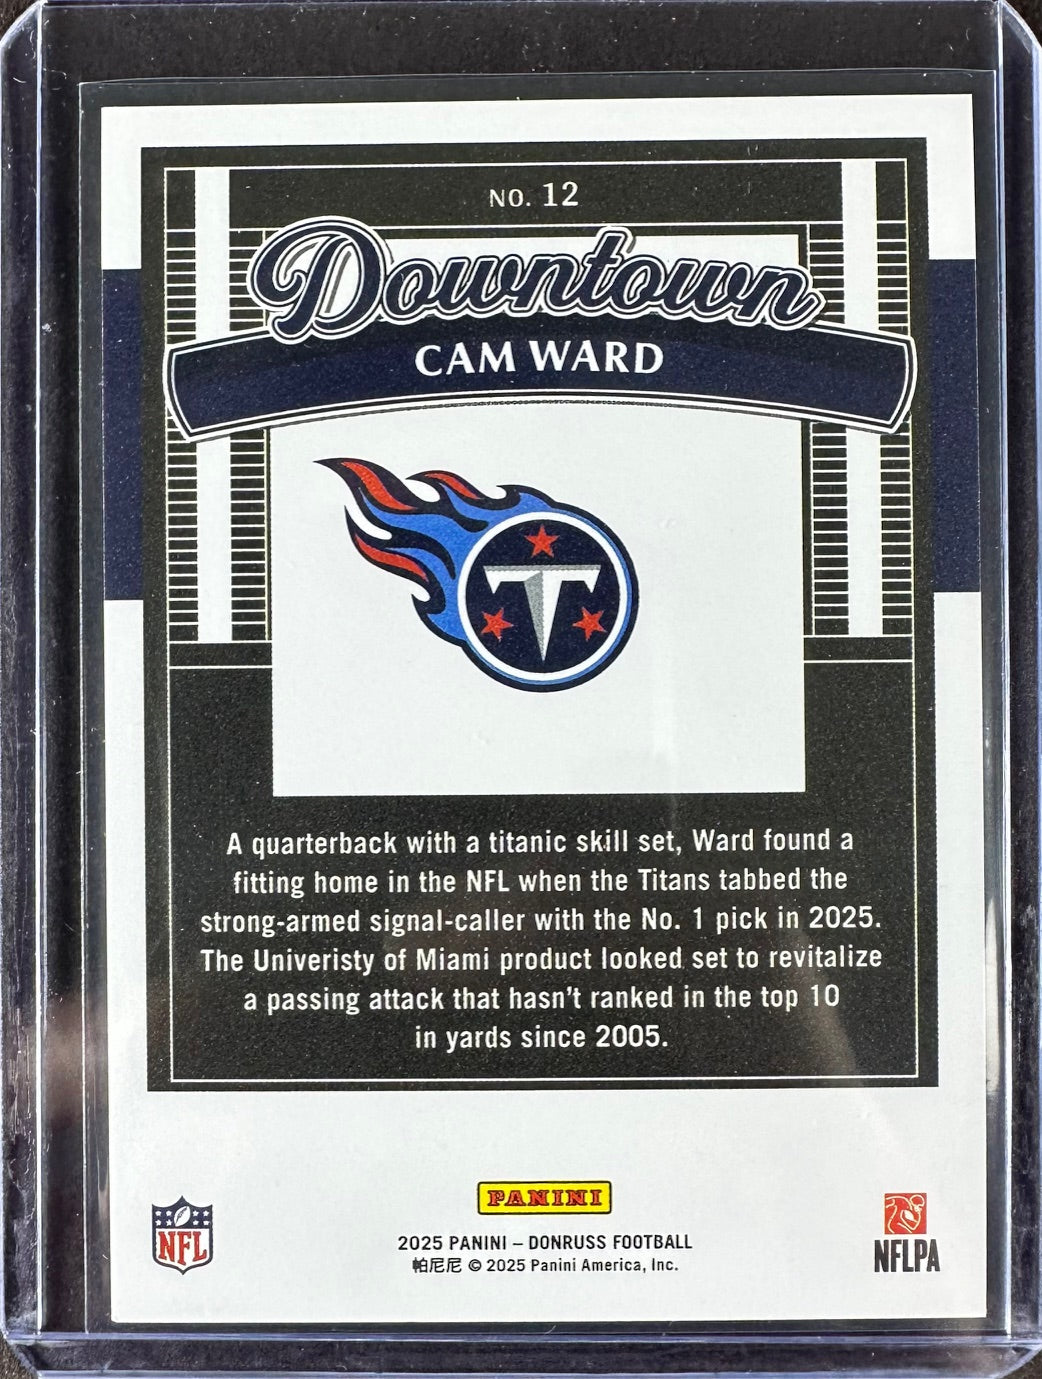 NO. 12
Downtown
CAM WARD
T
A quarterback with a titanic skill set, Ward found a
fitting home in the NFL when the Titans tabbed the
strong-armed signal-caller with the No. 1 pick in 2025.
The Univeristy of Miami product looked set to revitalize
a passing attack that hasn't ranked in the top 10
in yards since 2005.
PANINI
NFL
2025 PANINI – DONRUSS FOOTBALL
帕尼尼 © 2025 Panini America, Inc.
NFLPA